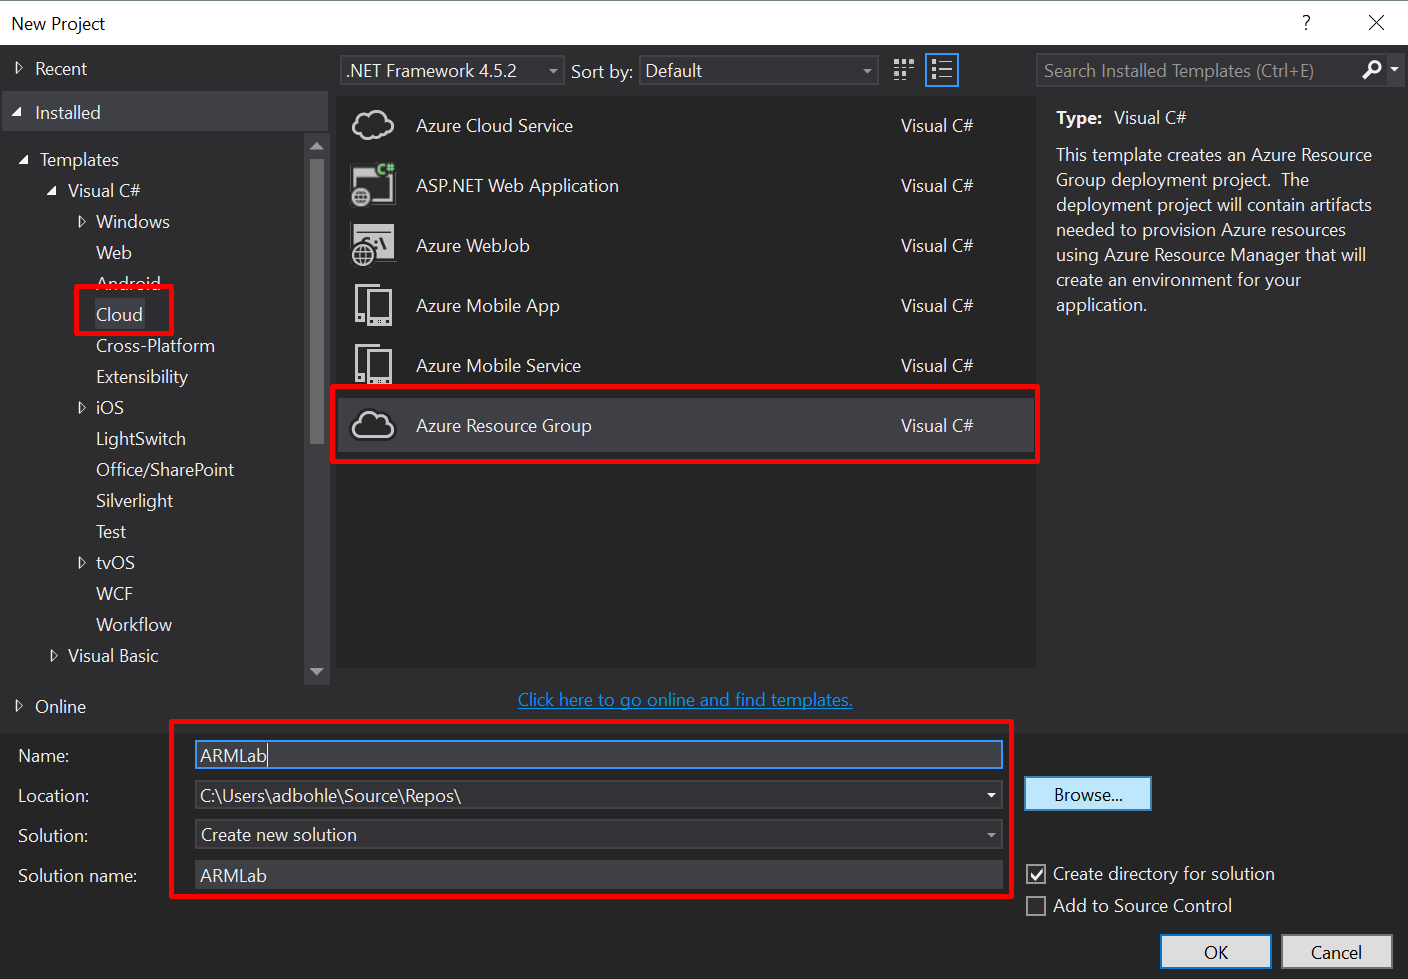 New Project
?
Recent
Installed
Templates
Visual C#
Windows
Web
Android
Cloud
Cross-Platform
Extensibility
iOS
LightSwitch
Office/SharePoint
Silverlight
Test
tvOS
WCF
Workflow
Visual Basic
Online
.NET Framework 4.5.2 Sort by: Default
Azure Cloud Service Visual C#
C#
ASP.NET Web Application Visual C#
Azure WebJob Visual C#
Azure Mobile App Visual C#
Azure Mobile Service Visual C#
Azure Resource Group Visual C#
Click here to go online and find templates.
Search Installed Templates (Ctrl+E)
Type: Visual C#
This template creates an Azure Resource
Group deployment project. The
deployment project will contain artifacts
needed to provision Azure resources
using Azure Resource Manager that will
create an environment for your
application.
Name: ARMLab
Location: C:\Users\adbohle\Source\Repos\ Browse...
Solution: Create new solution
Solution name: ARMLab
Create directory for solution
Add to Source Control
OK Cancel